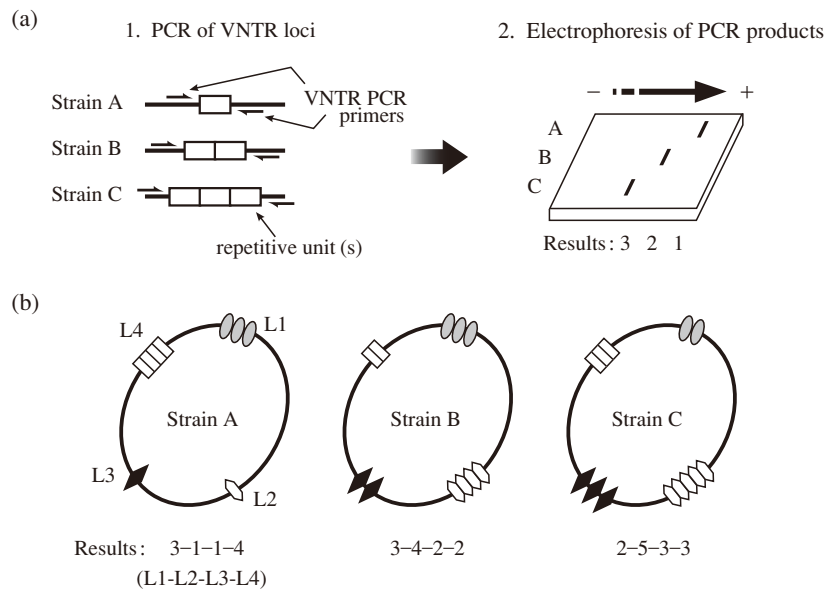 (a)
1. PCR of VNTR loci
2. Electrophoresis of PCR products
Strain A
VNTR PCR
primers
Strain B
Strain C
repetitive unit (s)
− +
A
B
C
Results: 3 2 1
(b)
L4
L1
Strain A
L3
L2
Strain B
Strain C
Results: 3−1−1−4
(L1-L2-L3-L4)
3−4−2−2
2−5−3−3